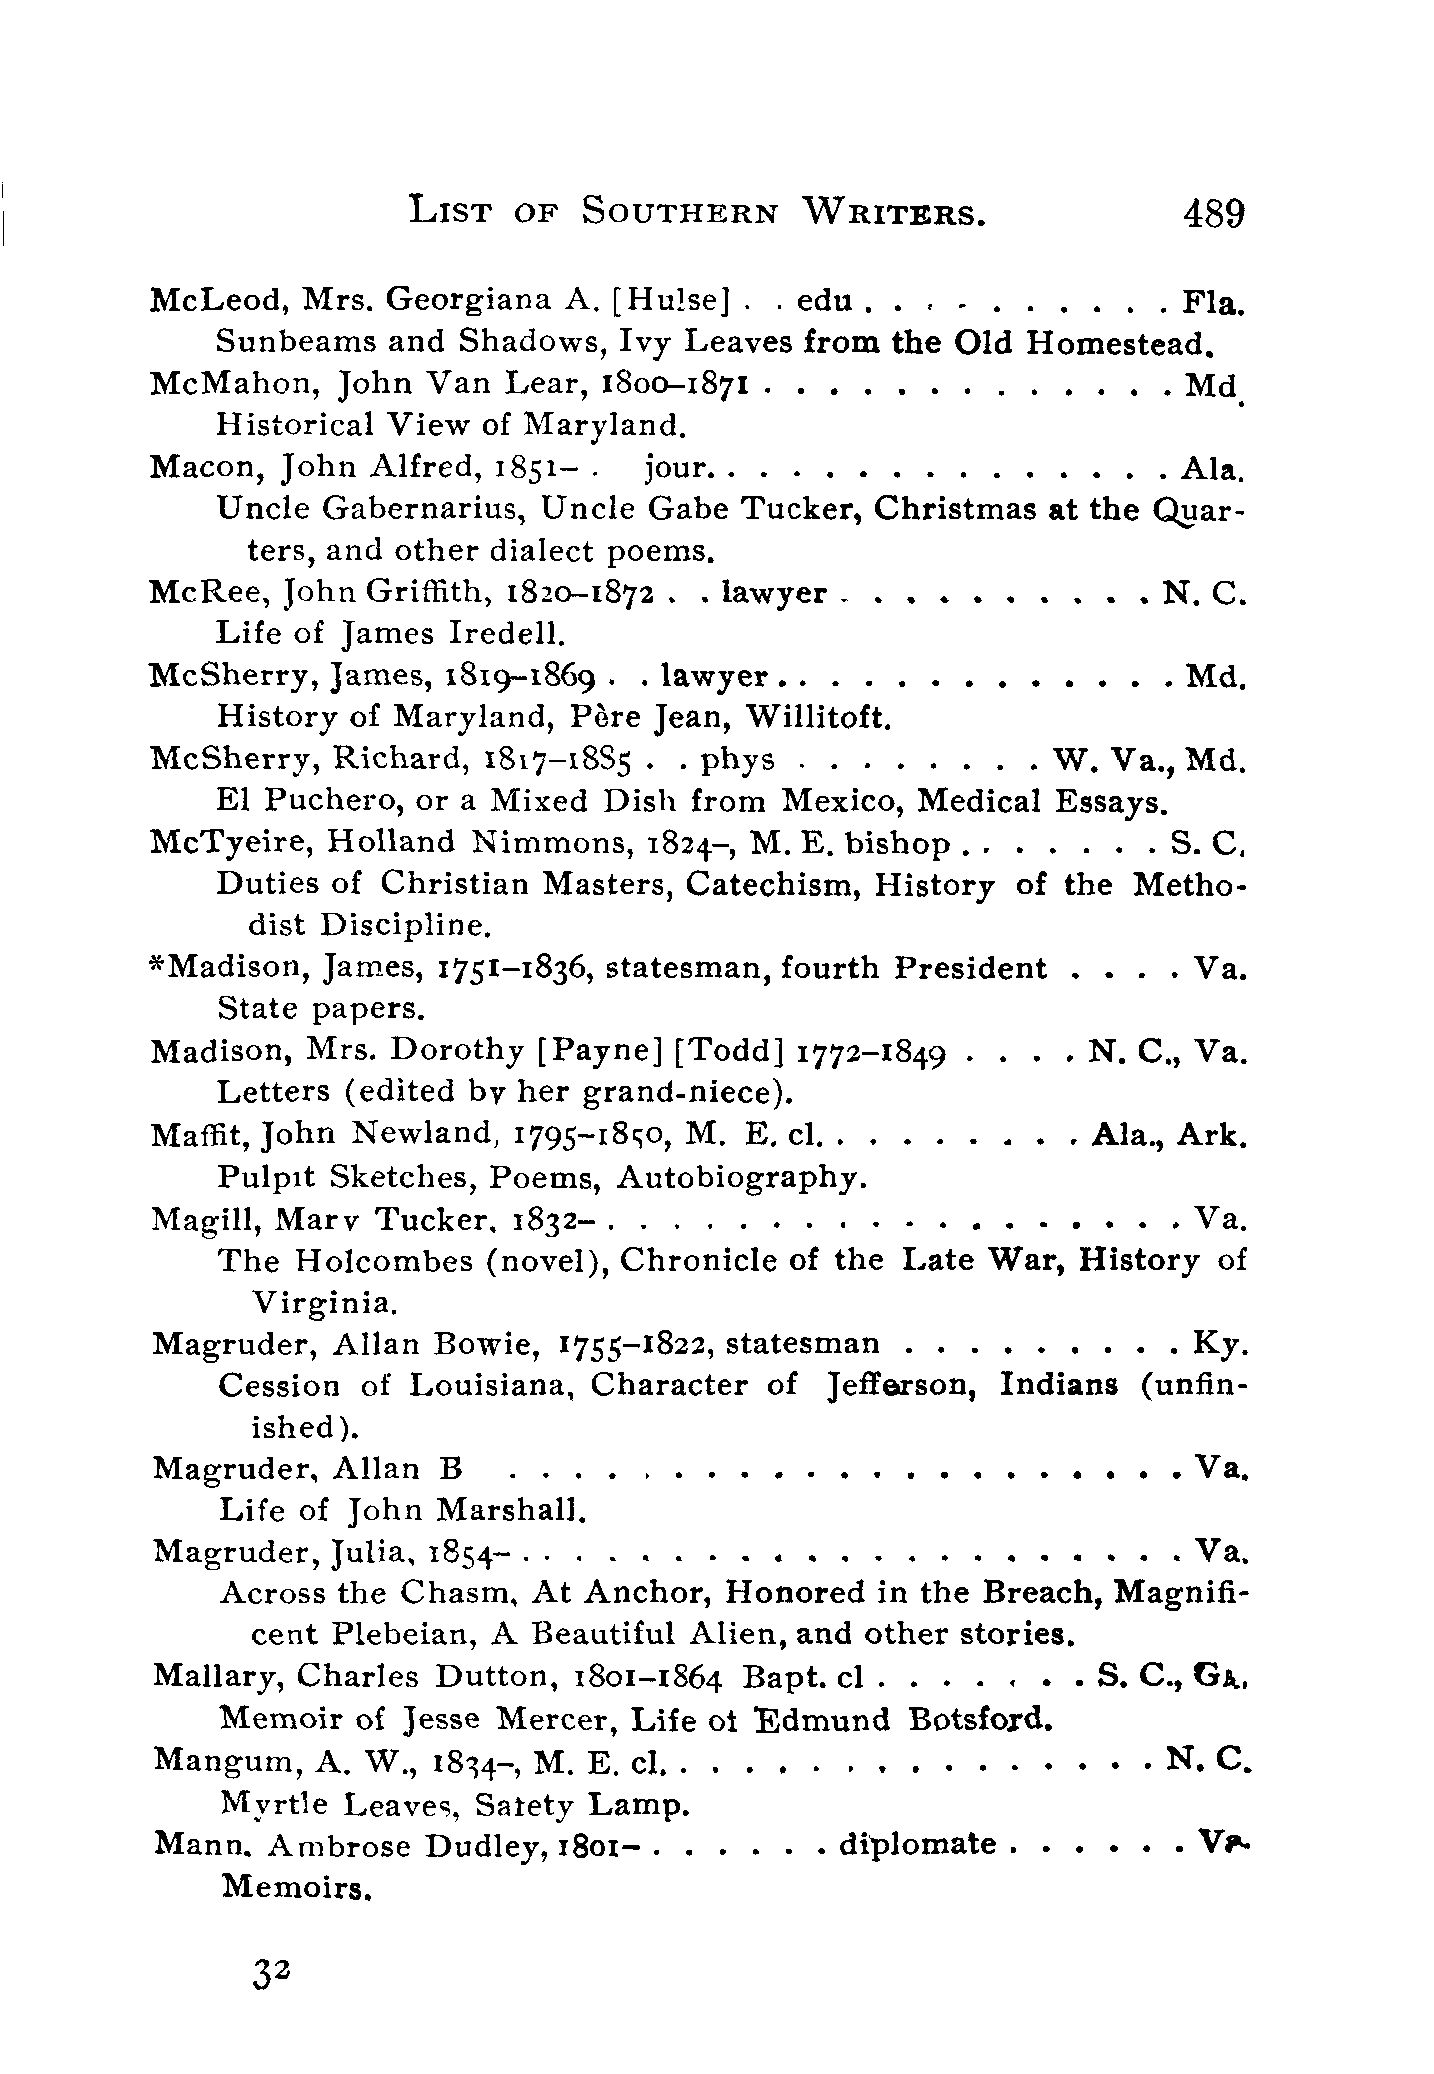 List of Southern Writers. 489
McLeod, Mrs. Georgiana A. [Hulse] . . edu . . . . . . . . . . Fla.
Sunbeams and Shadows, Ivy Leaves from the Old Homestead.
McMahon, John Van Lear, 1800–1871 . . . . . . . . . . . . . Md.
Historical View of Maryland.
Macon, John Alfred, 1851– . jour. . . . . . . . . . . . . . . Ala.
Uncle Gabernarius, Uncle Gabe Tucker, Christmas at the Quar-
ters, and other dialect poems.
McRee, John Griffith, 1820–1872 . . lawyer . . . . . . . . . . N. C.
Life of James Iredell.
McSherry, James, 1819–1869 . . lawyer . . . . . . . . . . . . . Md.
History of Maryland, Père Jean, Willitoft.
McSherry, Richard, 1817–1885 . . phys . . . . . . . . W. Va., Md.
El Puchero, or a Mixed Dish from Mexico, Medical Essays.
McTyeire, Holland Nimmons, 1824–, M. E. bishop . . . . . . . S. C.
Duties of Christian Masters, Catechism, History of the Metho-
dist Discipline.
*Madison, James, 1751–1836, statesman, fourth President . . . . Va.
State papers.
Madison, Mrs. Dorothy [Payne] [Todd] 1772–1849 . . . . N. C., Va.
Letters (edited by her grand-niece).
Maffit, John Newland, 1795–1850, M. E. cl. . . . . . . . . Ala., Ark.
Pulpit Sketches, Poems, Autobiography.
Magill, Mary Tucker, 1832– . . . . . . . . . . . . . . . . . . Va.
The Holcombes (novel), Chronicle of the Late War, History of
Virginia.
Magruder, Allan Bowie, 1755–1822, statesman . . . . . . . . . Ky.
Cession of Louisiana, Character of Jefferson, Indians (unfin-
ished).
Magruder, Allan B . . . . . . . . . . . . . . . . . . . . . Va.
Life of John Marshall.
Magruder, Julia, 1854– . . . . . . . . . . . . . . . . . . . . . Va.
Across the Chasm, At Anchor, Honored in the Breach, Magnifi-
cent Plebeian, A Beautiful Alien, and other stories.
Mallary, Charles Dutton, 1801–1864 Bapt. cl . . . . . . . S. C., Ga.
Memoir of Jesse Mercer, Life of Edmund Botsford.
Mangum, A. W., 1834–, M. E. cl. . . . . . . . . . . . . . . . N. C.
Myrtle Leaves, Safety Lamp.
Mann, Ambrose Dudley, 1801– . . . . . . diplomate . . . . . . Va.
Memoirs.
32